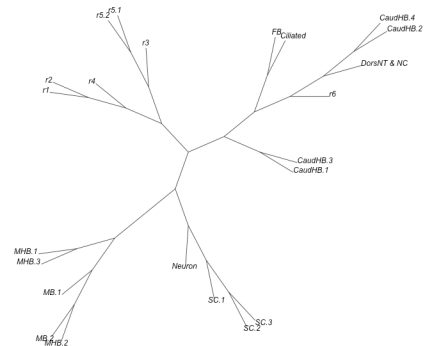 r5.1
r5.2
CaudHB.4
CaudHB.2
FB
Ciliated
r3
DorsNT & NC
r2
r4
r1
r6
CaudHB.3
CaudHB.1
MHB.1
MHB.3
Neuron
MB.1
SC.1
SC.3
SC.2
MB.2
MHB.2